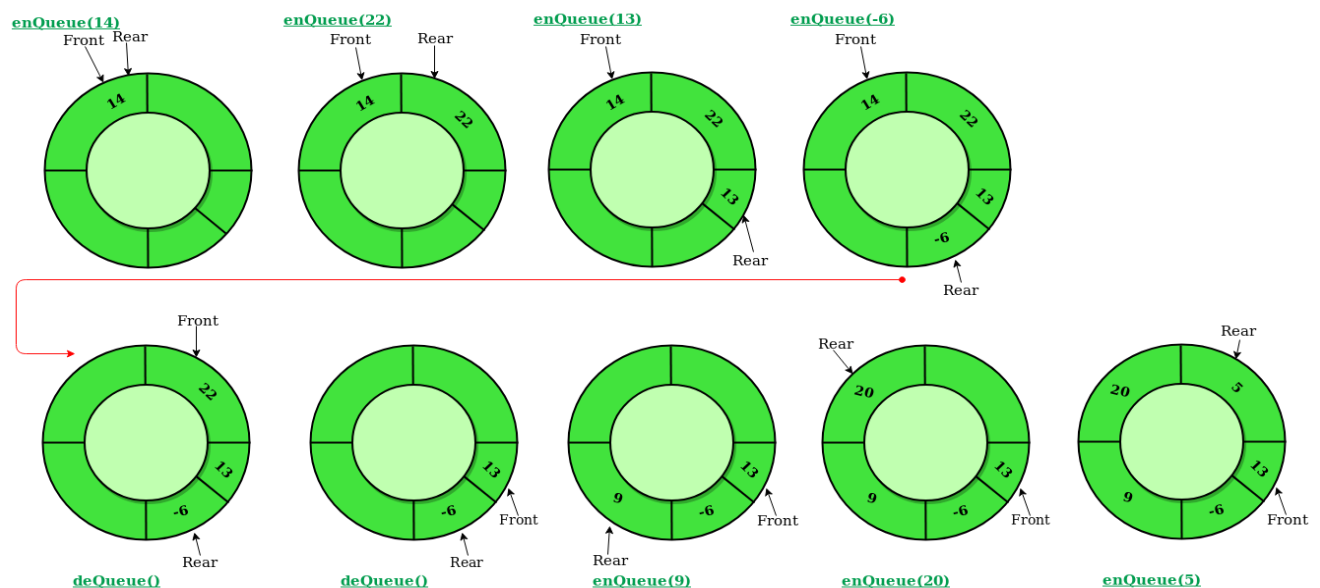 enQueue(14)
Front Rear
14
enQueue(22)
Front Rear
14
22
enQueue(13)
Front
14
22
13
Rear
enQueue(-6)
Front
14
22
13
-6
Rear
Front
22
13
-6
Rear
deQueue()
13
-6
Front
Rear
deQueue()
13
9
-6
Front
Rear
enQueue(9)
Rear
20
13
9
-6
Front
enQueue(20)
Rear
20
5
13
9
-6
Front
enQueue(5)